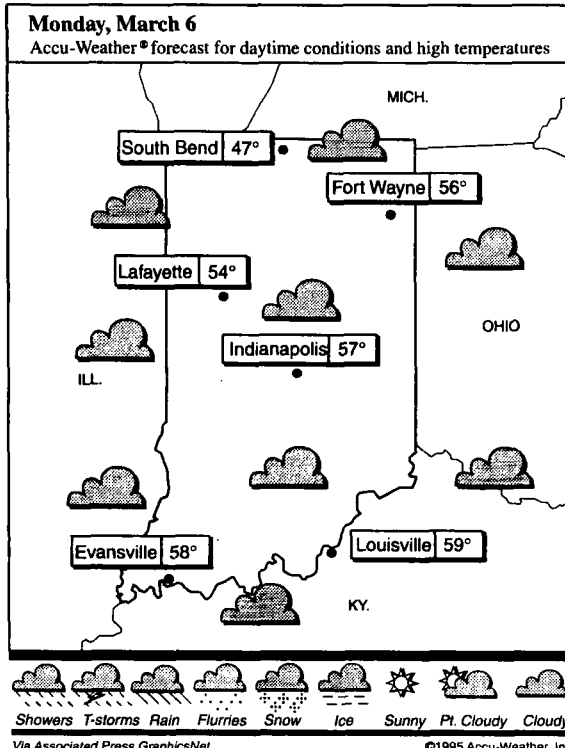 Monday, March 6
Accu-Weather® forecast for daytime conditions and high temperatures
MICH.
South Bend 47°
Fort Wayne 56°
Lafayette 54°
OHIO
Indianapolis 57°
ILL.
Evansville 58°
Louisville 59°
KY.
Showers T-storms Rain Flurries Snow Ice Sunny Pt. Cloudy Cloudy
Via Associated Press GraphicsNet ©1995 Accu-Weather, In